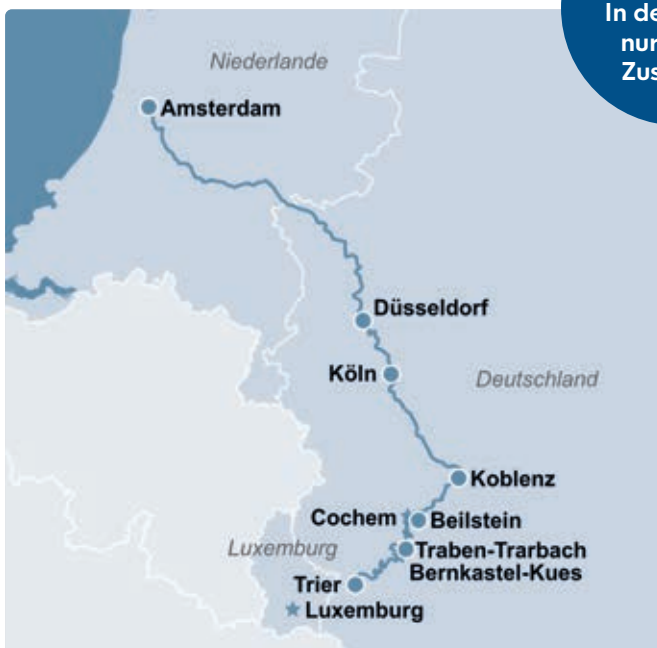 In de
nur
Zus
Niederlande
Amsterdam
Düsseldorf
Köln
Deutschland
Koblenz
Cochem
Beilstein
Luxemburg
Traben-Trarbach
Bernkastel-Kues
Trier
Luxemburg